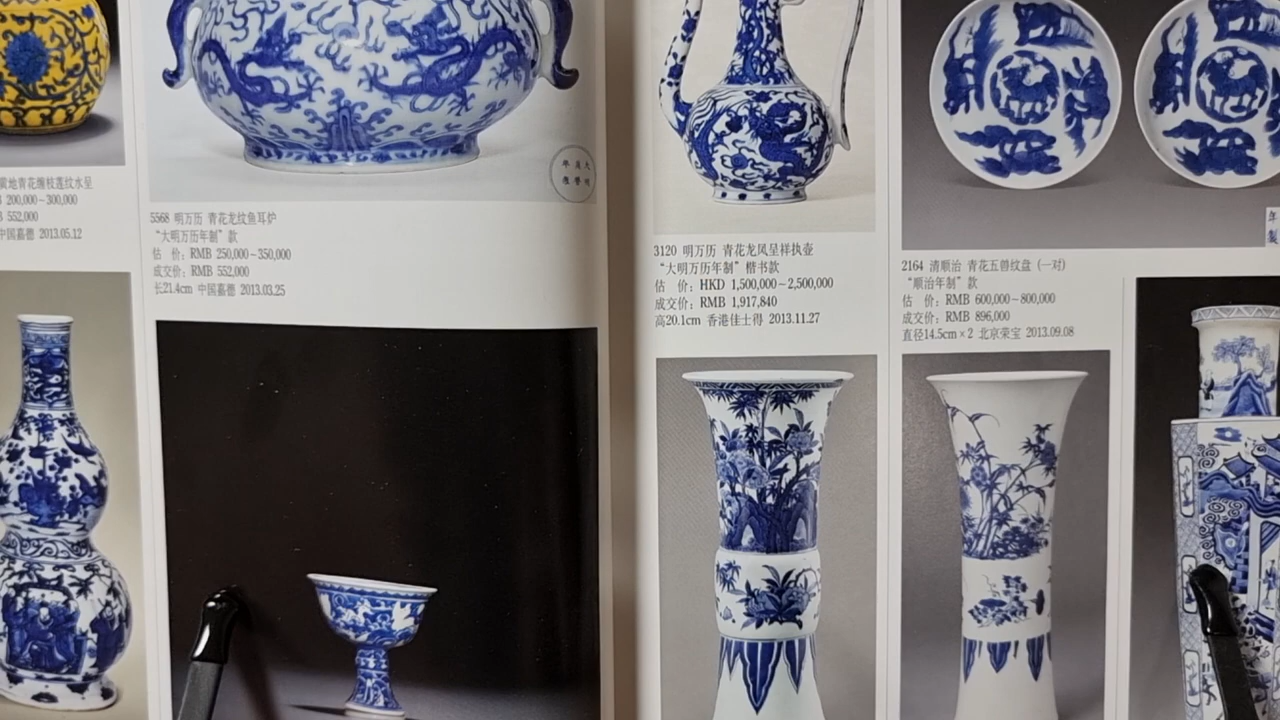 黄地青花缠枝莲纹水呈
200,000~300,000
552,000
中国嘉德 2013.05.12
大明
萬曆
年製
5568 明万历 青花龙纹鱼耳炉
“大明万历年制”款
估 价:RMB 250,000~350,000
成交价:RMB 552,000
长21.4cm 中国嘉德 2013.03.25
3120 明万历 青花龙凤呈祥执壶
“大明万历年制”楷书款
估 价:HKD 1,500,000~2,500,000
成交价:RMB 1,917,840
高20.1cm 香港佳士得 2013.11.27
年
製
2164 清顺治 青花五兽纹盘 (一对)
“顺治年制”款
估 价:RMB 600,000~800,000
成交价:RMB 896,000
直径14.5cm×2 北京荣宝 2013.09.08